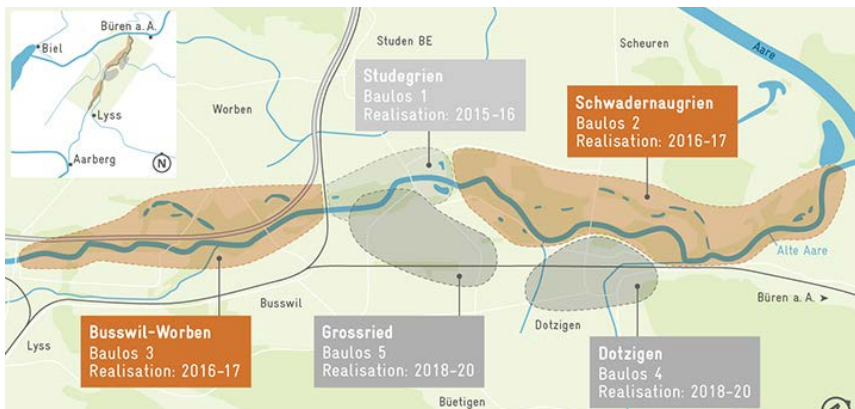 Büren a. A.
Biel
Lyss
Aarberg
N
Studen BE
Scheuren
Aare
Worben
Studegrien
Baulos 1
Realisation: 2015-16
Schwadernaugrien
Baulos 2
Realisation: 2016-17
Alte Aare
Büren a. A.
Busswil
Lyss
Dotzigen
Busswil-Worben
Baulos 3
Realisation: 2016-17
Grossried
Baulos 5
Realisation: 2018-20
Dotzigen
Baulos 4
Realisation: 2018-20
Büetigen